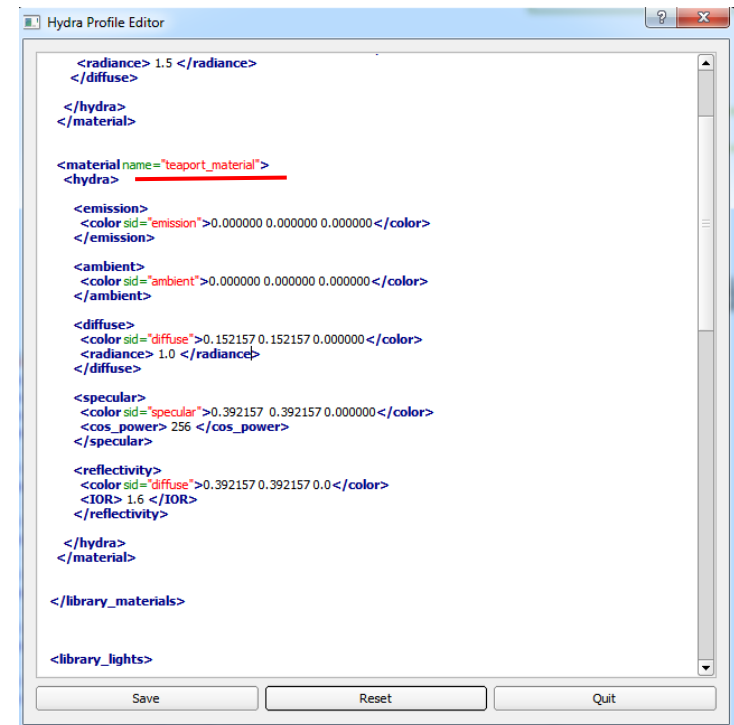 Hydra Profile Editor
<radiance> 1.5 </radiance>
</diffuse>
</hydra>
</material>
<material name="teaport_material">
<hydra>
<emission>
<color sid="emission">0.000000 0.000000 0.000000</color>
</emission>
<ambient>
<color sid="ambient">0.000000 0.000000 0.000000</color>
</ambient>
<diffuse>
<color sid="diffuse">0.152157 0.152157 0.000000</color>
<radiance> 1.0 </radiance>
</diffuse>
<specular>
<color sid="specular">0.392157  0.392157 0.000000</color>
<cos_power> 256 </cos_power>
</specular>
<reflectivity>
<color sid="diffuse">0.392157 0.392157 0.0</color>
<IOR> 1.6 </IOR>
</reflectivity>
</hydra>
</material>
</library_materials>
<library_lights>
Save Reset Quit